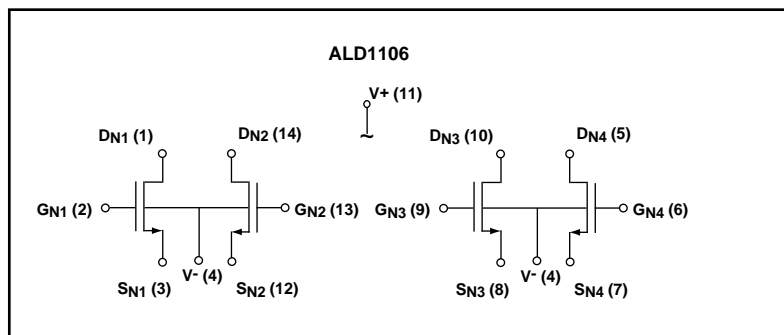 ALD1106
V+ (11)
~
DN1 (1)
DN2 (14)
DN3 (10)
DN4 (5)
GN1 (2)
GN2 (13)
GN3 (9)
GN4 (6)
V- (4)
V- (4)
SN1 (3)
SN2 (12)
SN3 (8)
SN4 (7)